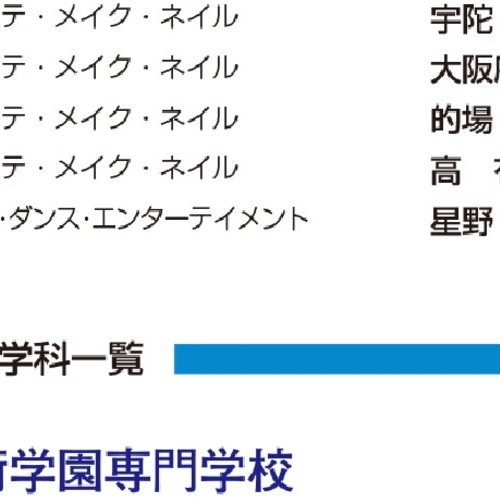 テ・メイク・ネイル 宇陀
テ・メイク・ネイル 大阪
テ・メイク・ネイル 的場
テ・メイク・ネイル 高
・ダンス・エンターテイメント 星野
学科一覧
学園専門学校